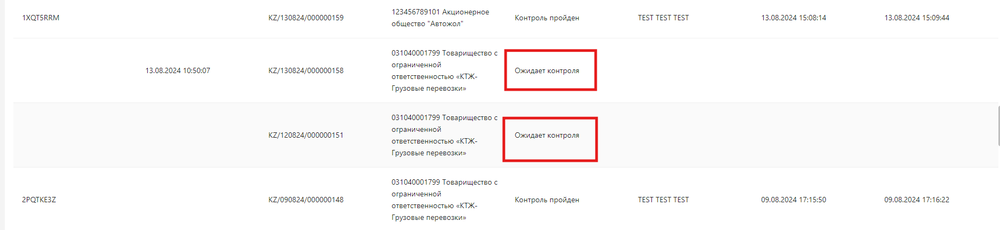 1XQT5RRM KZ/130824/000000159 123456789101 Акционерное Контроль пройден TEST TEST TEST 13.08.2024 15:08:14 13.08.2024 15:09:44
общество "Автожол"
13.08.2024 10:50:07 KZ/130824/000000158 031040001799 Товарищество с Ожидает контроля
ограниченной
ответственностью «КТЖ-
Грузовые перевозки»
KZ/120824/000000151 031040001799 Товарищество с Ожидает контроля
ограниченной
ответственностью «КТЖ-
Грузовые перевозки»
2PQTKE3Z KZ/090824/000000148 031040001799 Товарищество с Контроль пройден TEST TEST TEST 09.08.2024 17:15:50 09.08.2024 17:16:22
ограниченной
ответственностью «КТЖ-
Грузовые перевозки»